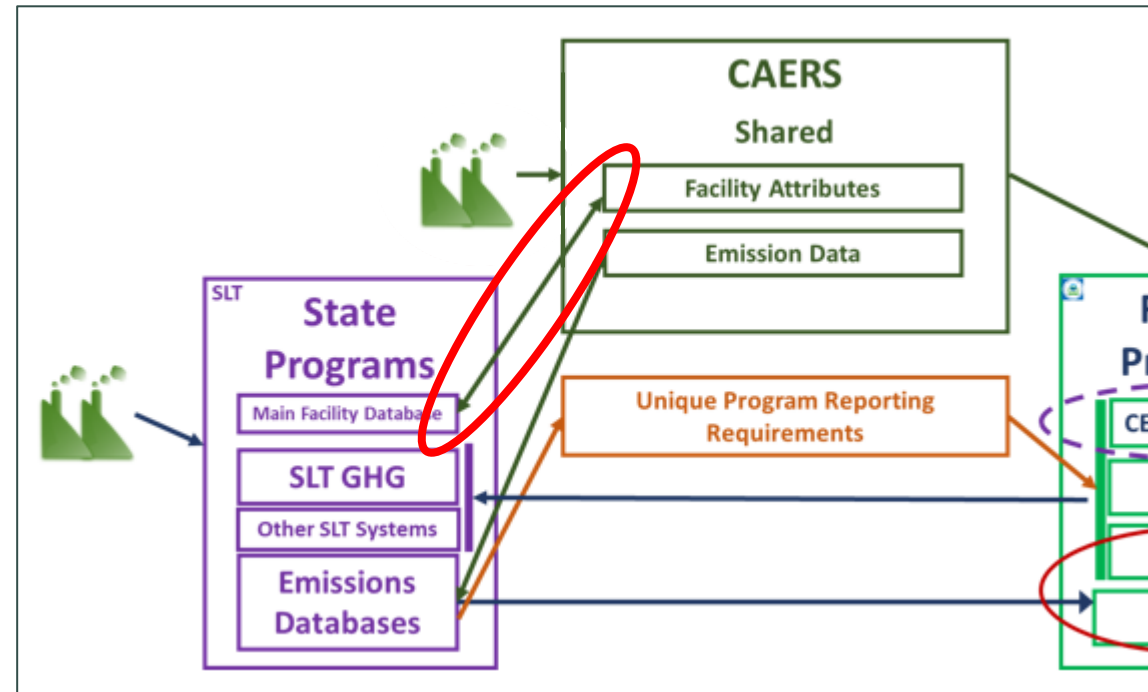 CAERS
Shared
Facility Attributes
Emission Data
SLT
State
Programs
Main Facility Database
SLT GHG
Other SLT Systems
Emissions
Databases
Unique Program Reporting
Requirements